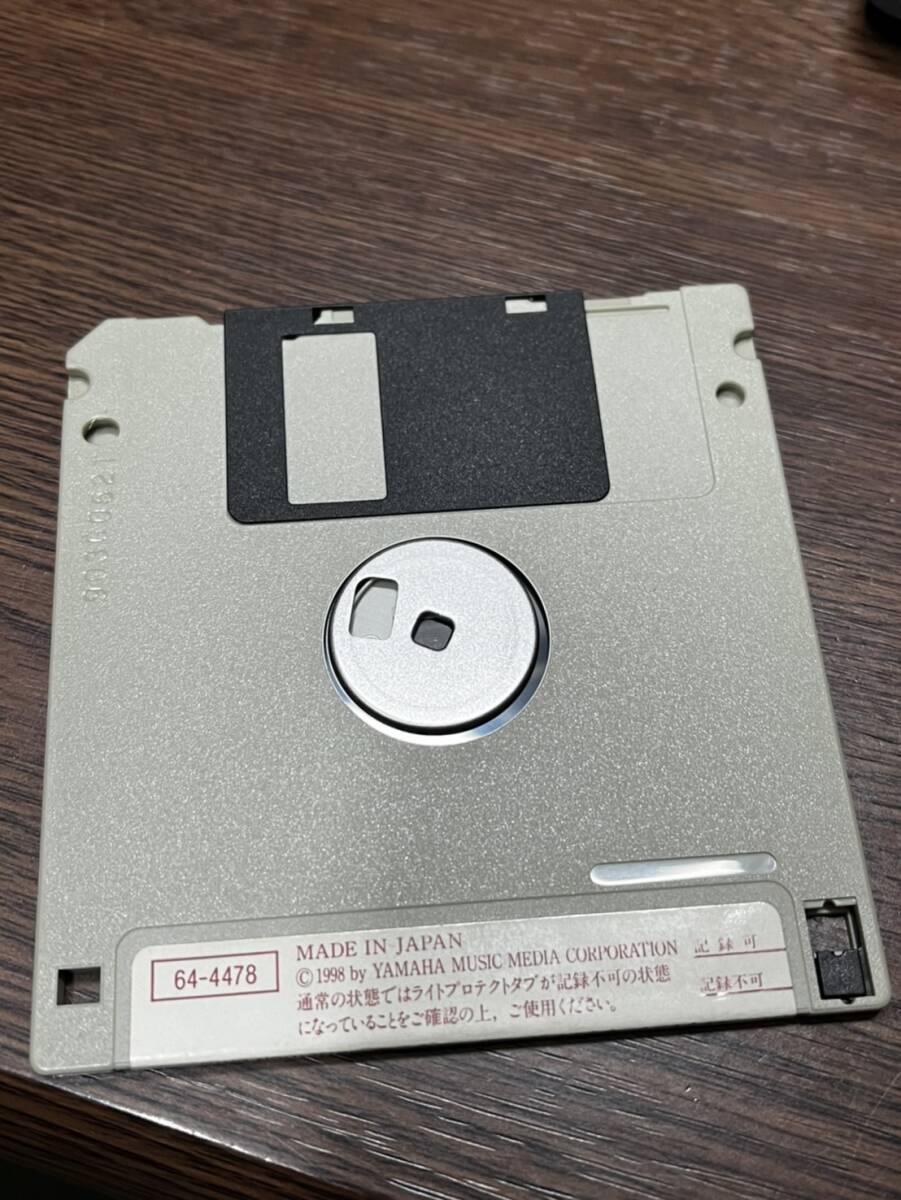 64-4478
MADE IN JAPAN
©1998 by YAMAHA MUSIC MEDIA CORPORATION
通常の状態ではライトプロテクトタブが記録不可の状態
になっていることをご確認の上，ご使用ください。
記録可
記録不可